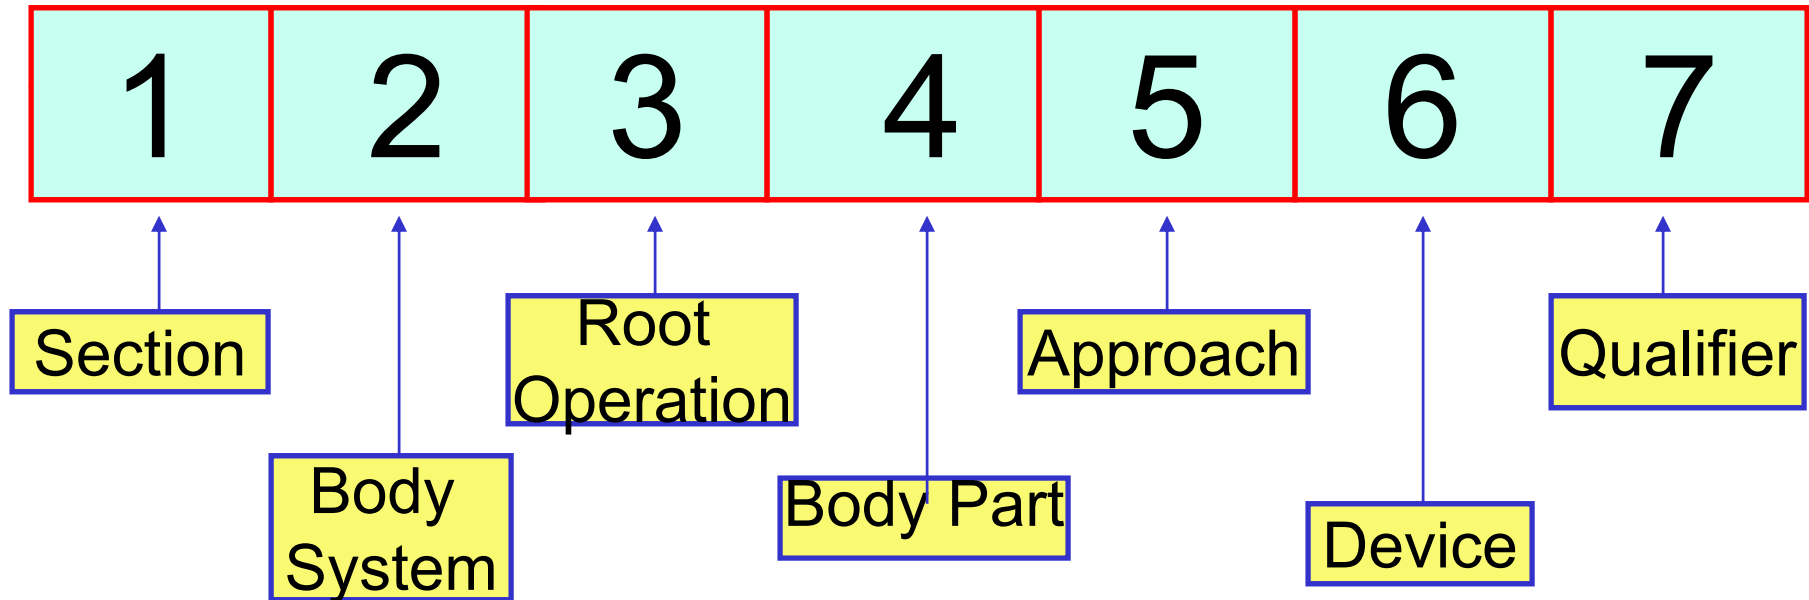 1 2 3 4 5 6 7
Section
Body
System
Root
Operation
Body Part
Approach
Device
Qualifier